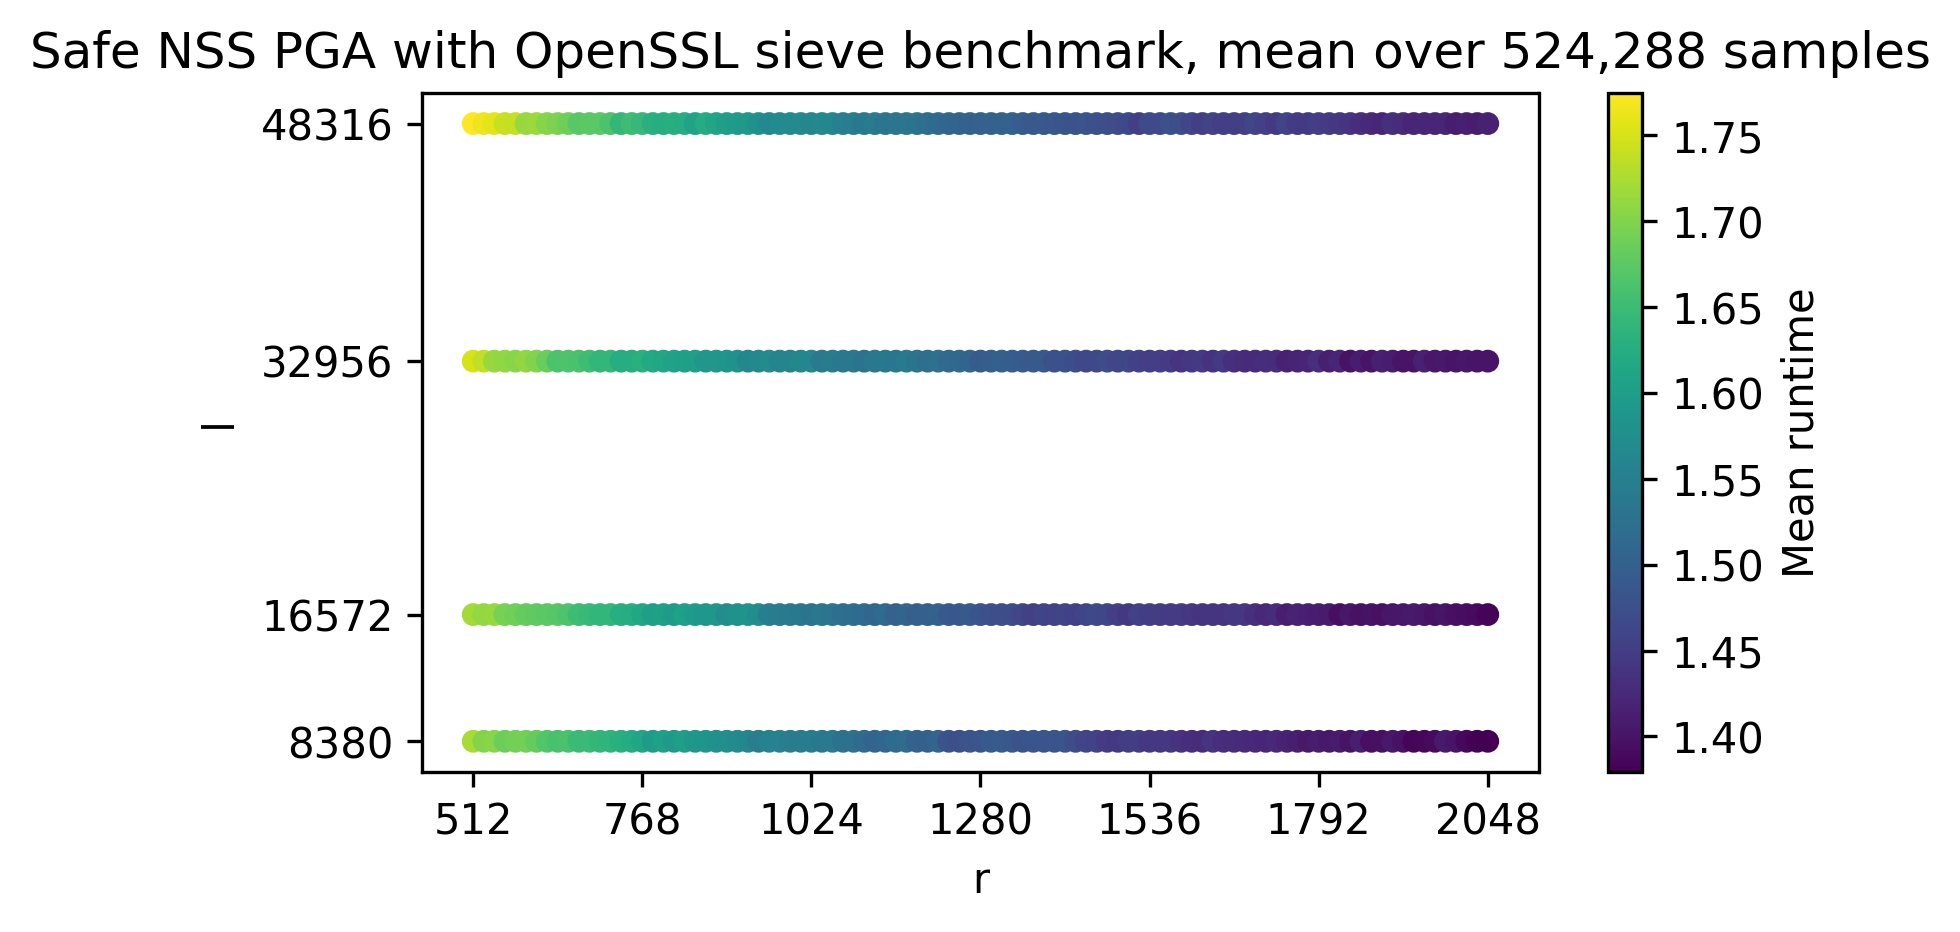 Safe NSS PGA with OpenSSL sieve benchmark, mean over 524,288 samples
48316
32956
16572
8380
l
512 768 1024 1280 1536 1792 2048
r
1.75
1.70
1.65
1.60
1.55
1.50
1.45
1.40
Mean runtime